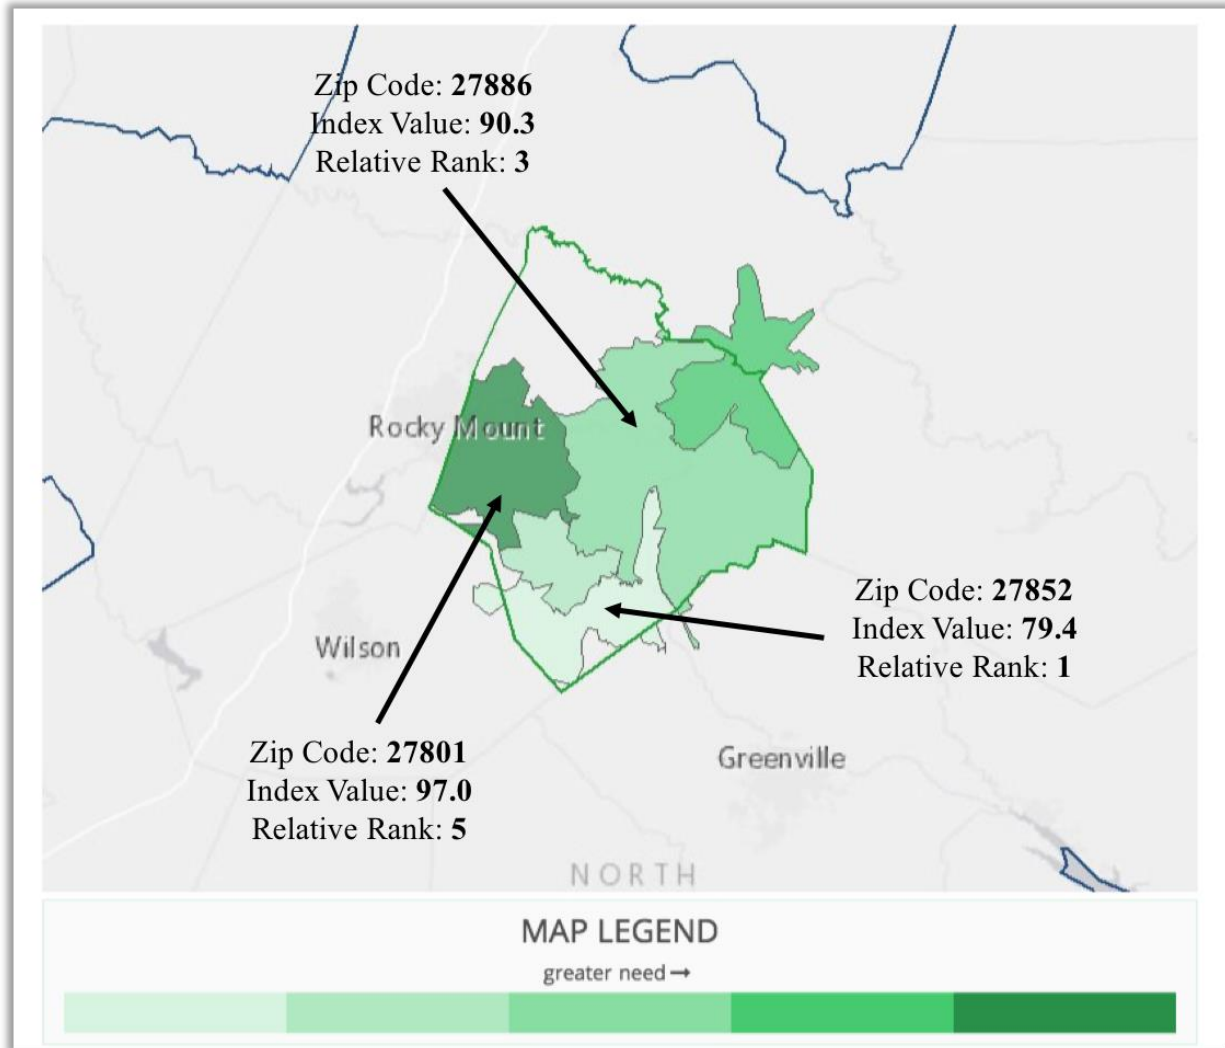 Zip Code: 27886
Index Value: 90.3
Relative Rank: 3
Rocky Mount
Zip Code: 27852
Index Value: 79.4
Relative Rank: 1
Wilson
Zip Code: 27801
Index Value: 97.0
Relative Rank: 5
Greenville
NORTH
MAP LEGEND
greater need →